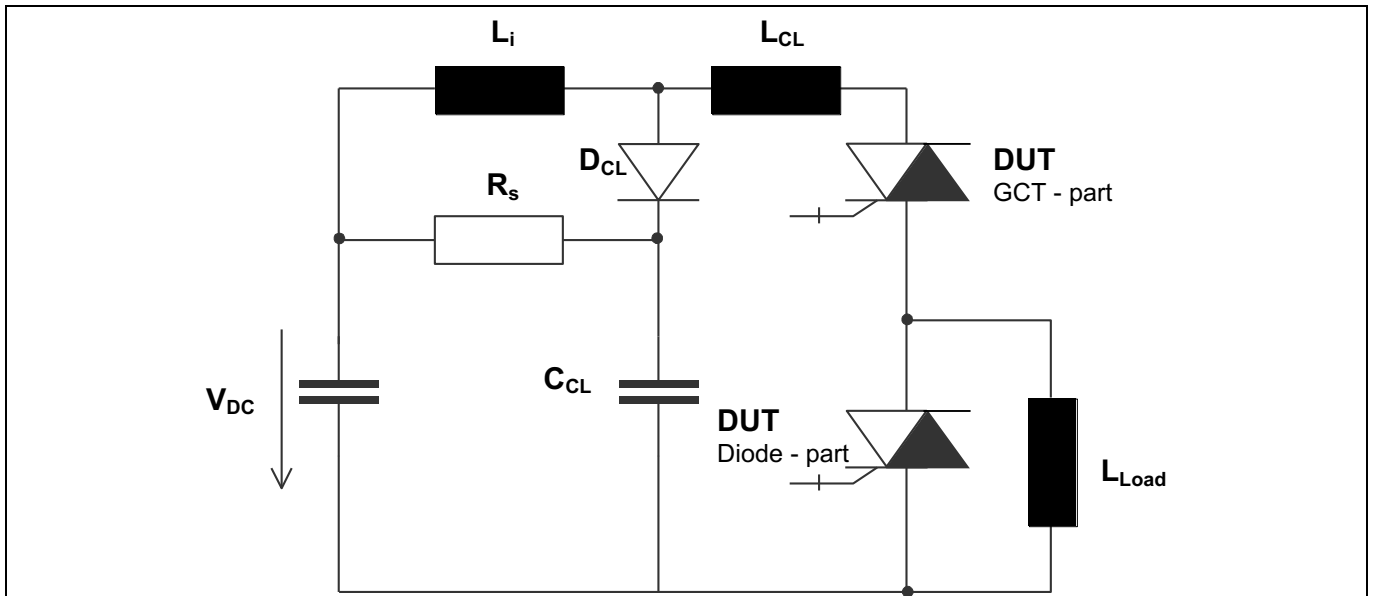 Li
LCL
DCL
DUT
GCT - part
Rs
VDC
CCL
DUT
Diode - part
LLoad